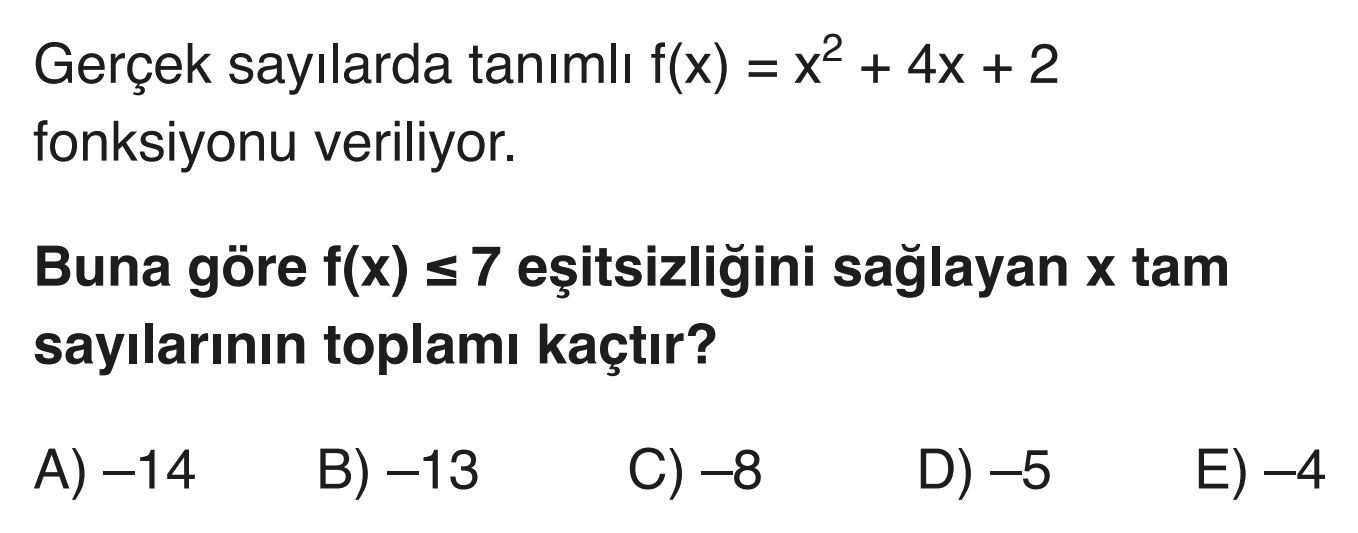 Gerçek sayılarda tanımlı f(x) = x² + 4x + 2
fonksiyonu veriliyor.
Buna göre f(x) ≤ 7 eşitsizliğini sağlayan x tam
sayılarının toplamı kaçtır?
A) –14 B) –13 C) –8 D) –5 E) –4